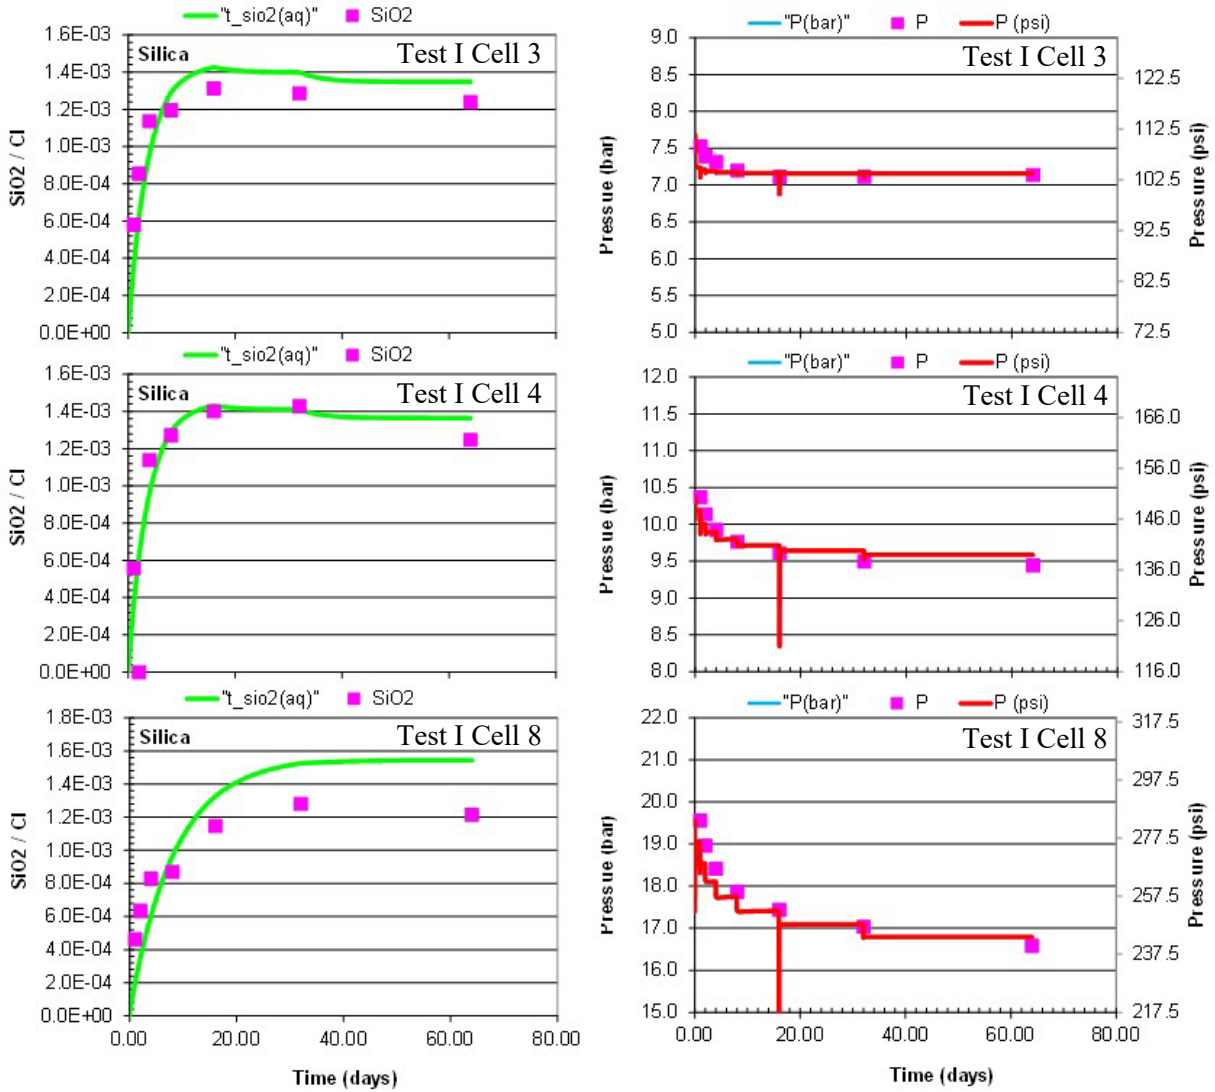 "t_sio2(aq)" SiO2
1.6E-03
1.4E-03
1.2E-03
1.0E-03
8.0E-04
6.0E-04
4.0E-04
2.0E-04
0.0E+00
SiO2 / Cl
Silica
Test I Cell 3
"P(bar)" P P (psi)
9.0
8.5
8.0
7.5
7.0
6.5
6.0
5.5
5.0
Pressue (bar)
Test I Cell 3
122.5
112.5
102.5
92.5
82.5
72.5
Pressure (psi)
"t_sio2(aq)" SiO2
1.6E-03
1.4E-03
1.2E-03
1.0E-03
8.0E-04
6.0E-04
4.0E-04
2.0E-04
0.0E+00
SiO2 / Cl
Silica
Test I Cell 4
"P(bar)" P P (psi)
12.0
11.5
11.0
10.5
10.0
9.5
9.0
8.5
8.0
Pressue (bar)
Test I Cell 4
166.0
156.0
146.0
136.0
126.0
116.0
Pressure (psi)
"t_sio2(aq)" SiO2
1.8E-03
1.6E-03
1.4E-03
1.2E-03
1.0E-03
8.0E-04
6.0E-04
4.0E-04
2.0E-04
0.0E+00
SiO2 / Cl
Silica
Test I Cell 8
0.00 20.00 40.00 60.00 80.00
Time (days)
"P(bar)" P P (psi)
22.0
21.0
20.0
19.0
18.0
17.0
16.0
15.0
Pressue (bar)
Test I Cell 8
317.5
297.5
277.5
257.5
237.5
217.5
Pressure (psi)
0.00 20.00 40.00 60.00 80.00
Time (days)